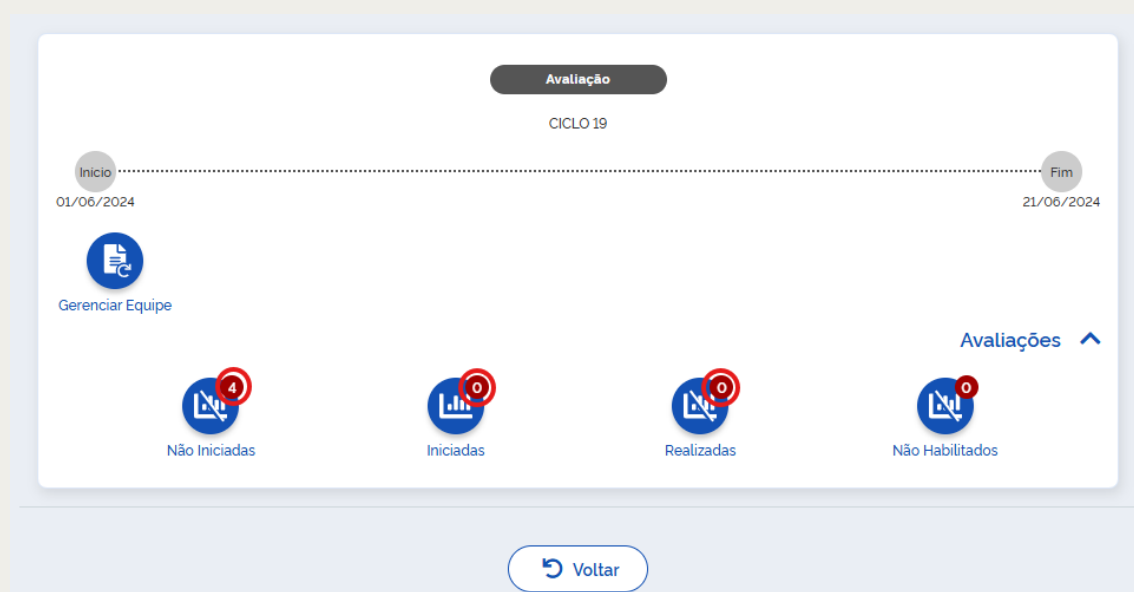 Avaliação
CICLO 19
Inicio
Fim
01/06/2024
21/06/2024
Gerenciar Equipe
Avaliações
4
0
0
0
Não Iniciadas
Iniciadas
Realizadas
Não Habilitados
Voltar